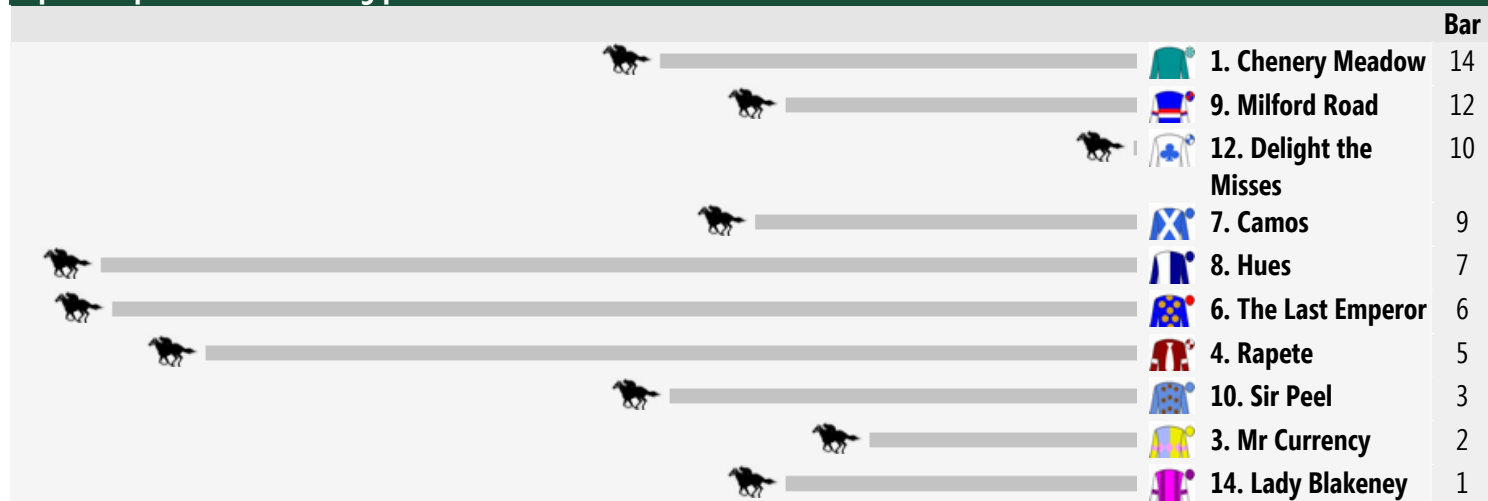 Bar
1. Chenery Meadow 14
9. Milford Road 12
12. Delight the 10
Misses
7. Camos 9
8. Hues 7
6. The Last Emperor 6
4. Rapete 5
10. Sir Peel 3
3. Mr Currency 2
14. Lady Blakeney 1